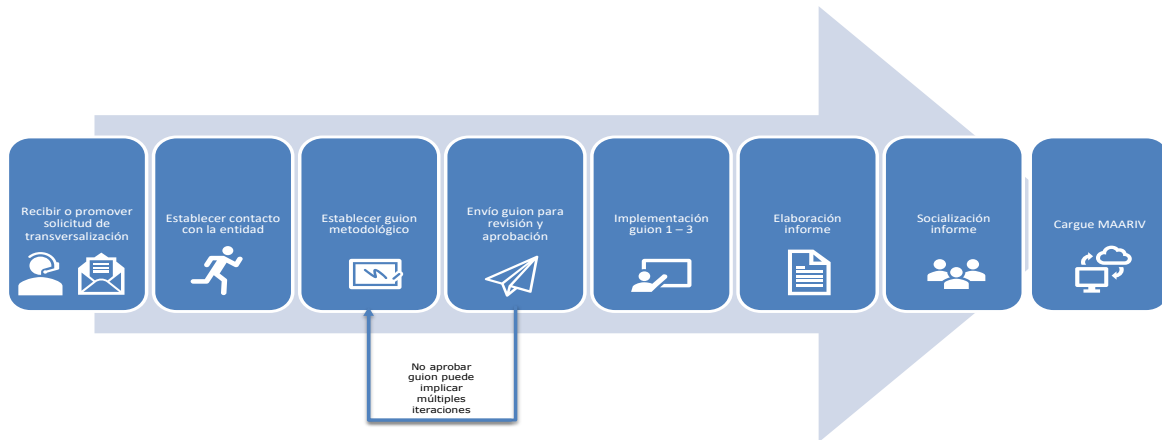 Recibir o promover
solicitud de
transversalización
Establecer contacto
con la entidad
Establecer guion
metodológico
Envío guion para
revisión y
aprobación
Implementación
guion 1 – 3
Elaboración
informe
Socialización
informe
Cargue MAARIV
No aprobar
guion puede
implicar
múltiples
iteraciones